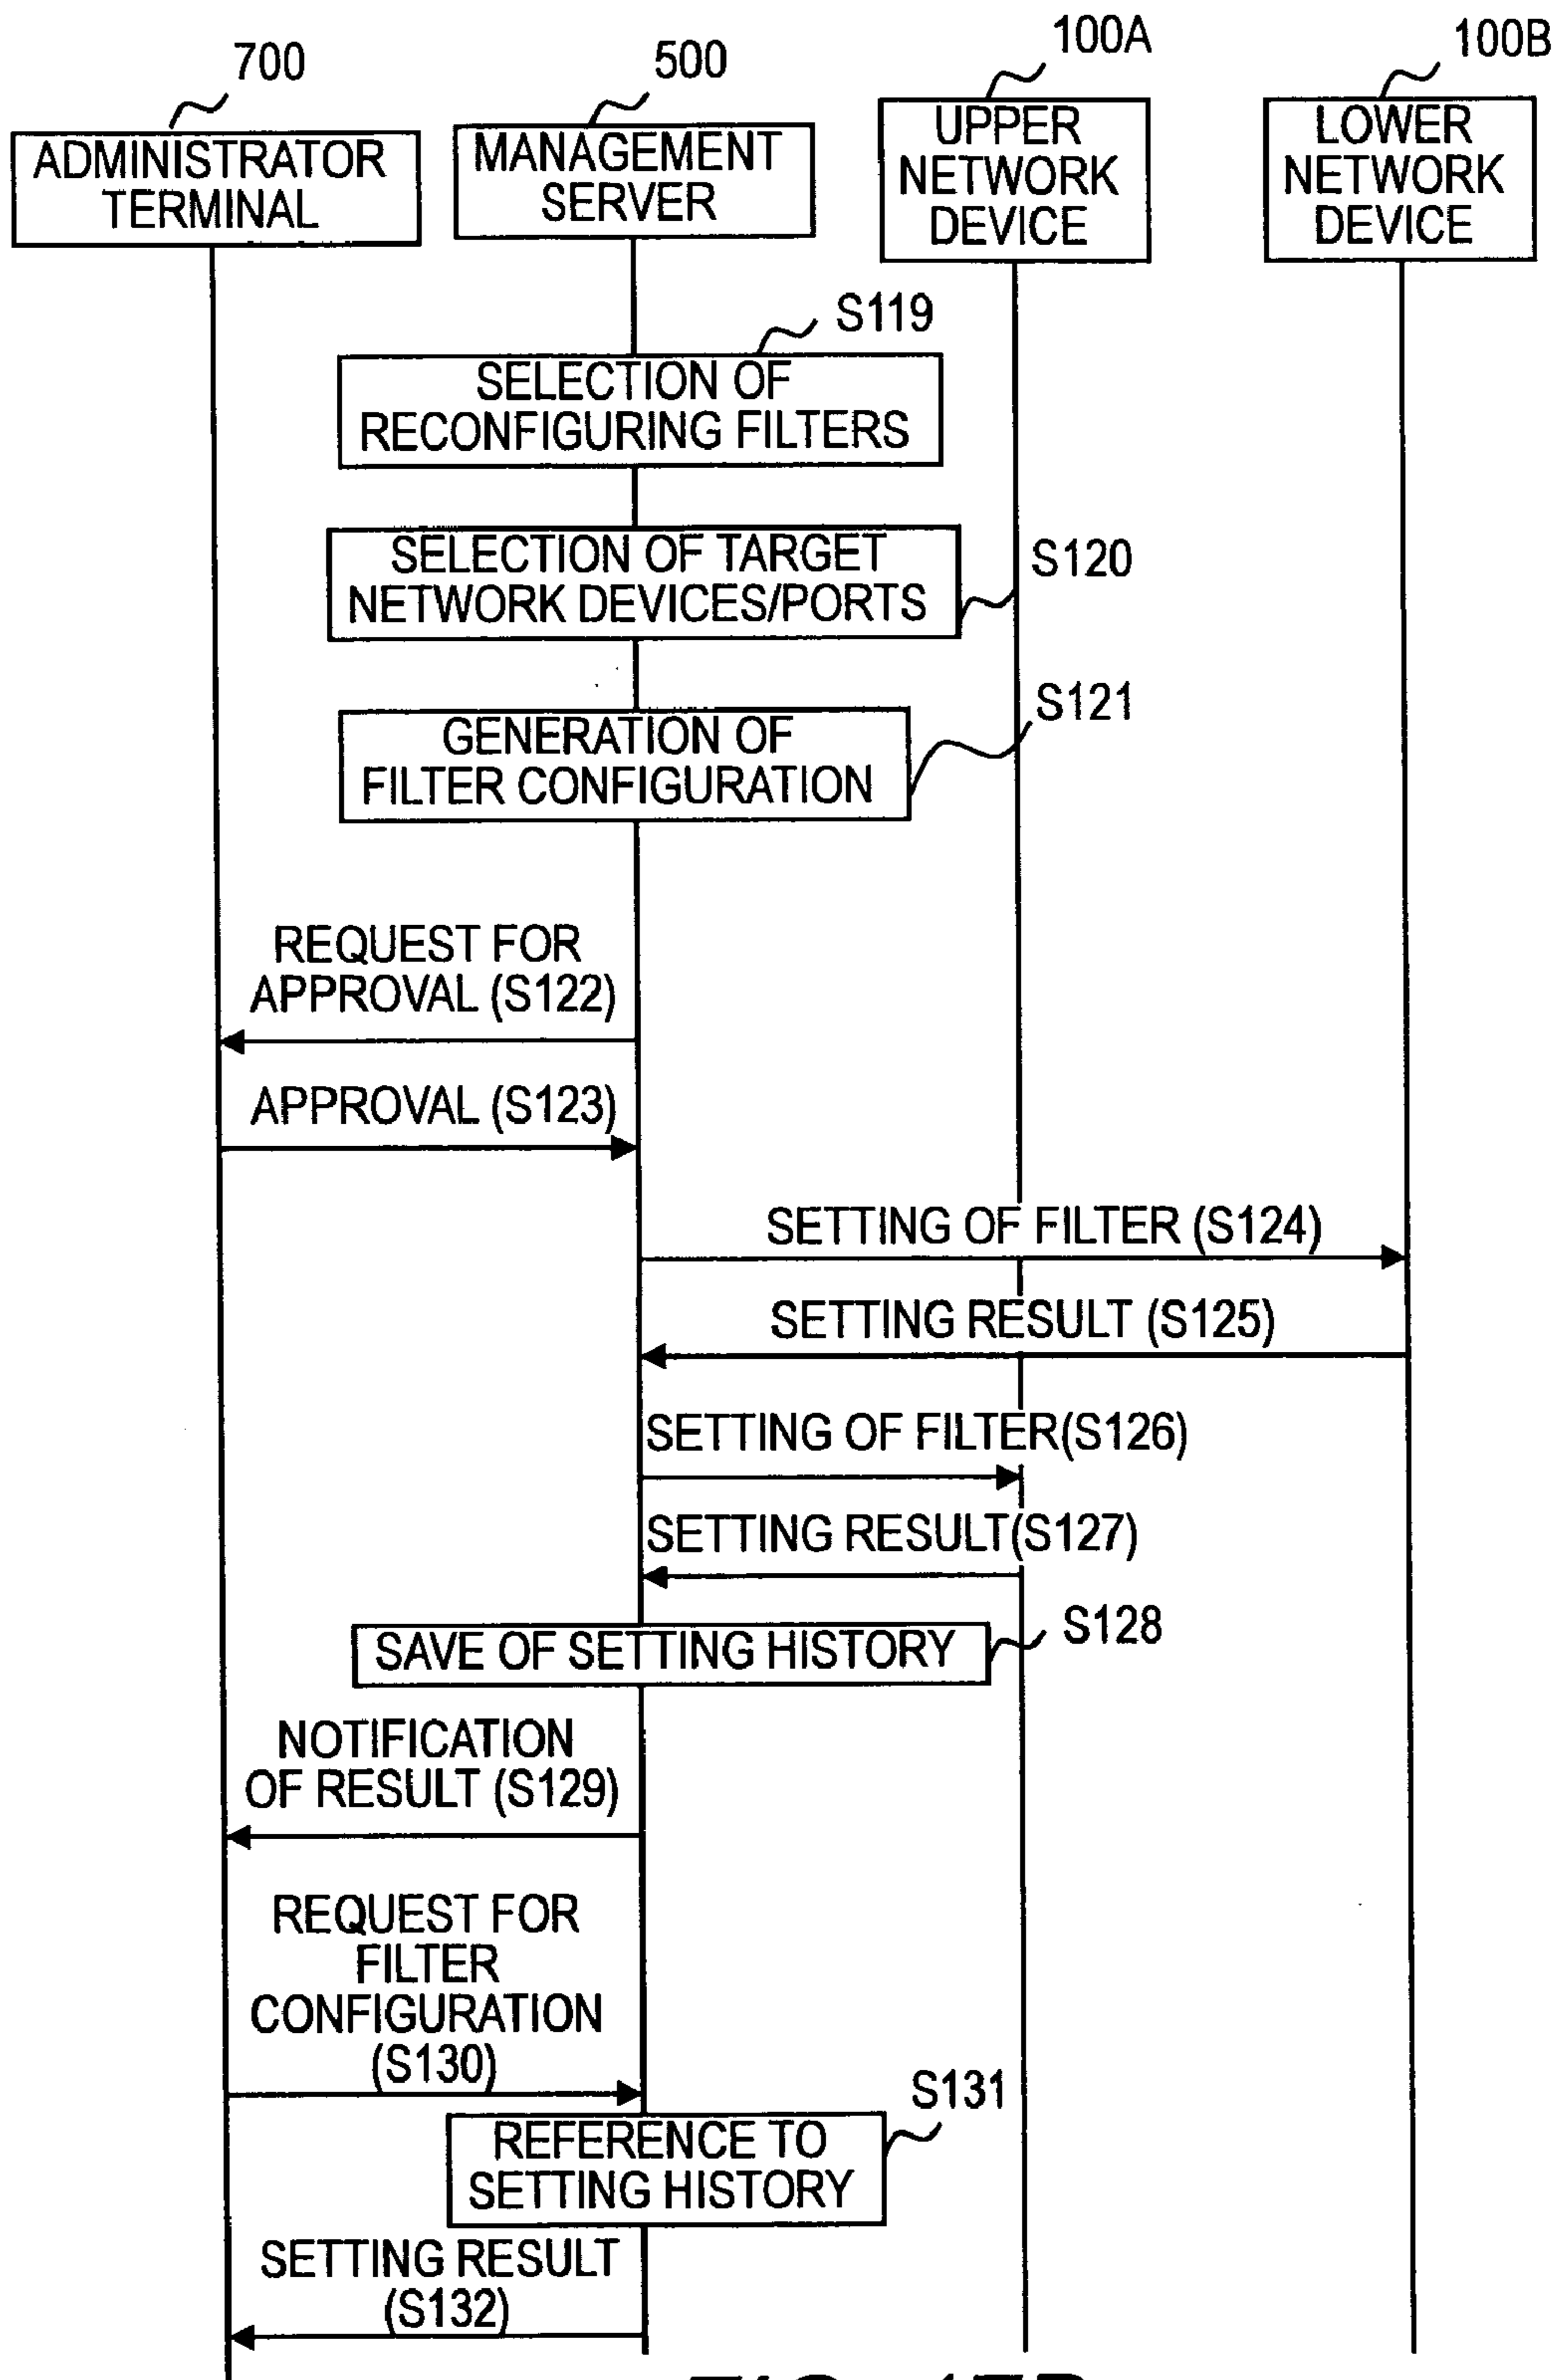 700
500
100A
100B
ADMINISTRATOR
TERMINAL
MANAGEMENT
SERVER
UPPER
NETWORK
DEVICE
LOWER
NETWORK
DEVICE
S119
SELECTION OF
RECONFIGURING FILTERS
SELECTION OF TARGET
NETWORK DEVICES/PORTS
S120
S121
GENERATION OF
FILTER CONFIGURATION
REQUEST FOR
APPROVAL (S122)
APPROVAL (S123)
SETTING OF FILTER (S124)
SETTING RESULT (S125)
SETTING OF FILTER(S126)
SETTING RESULT(S127)
SAVE OF SETTING HISTORY
S128
NOTIFICATION
OF RESULT (S129)
REQUEST FOR
FILTER
CONFIGURATION
(S130)
S131
REFERENCE TO
SETTING HISTORY
SETTING RESULT
(S132)